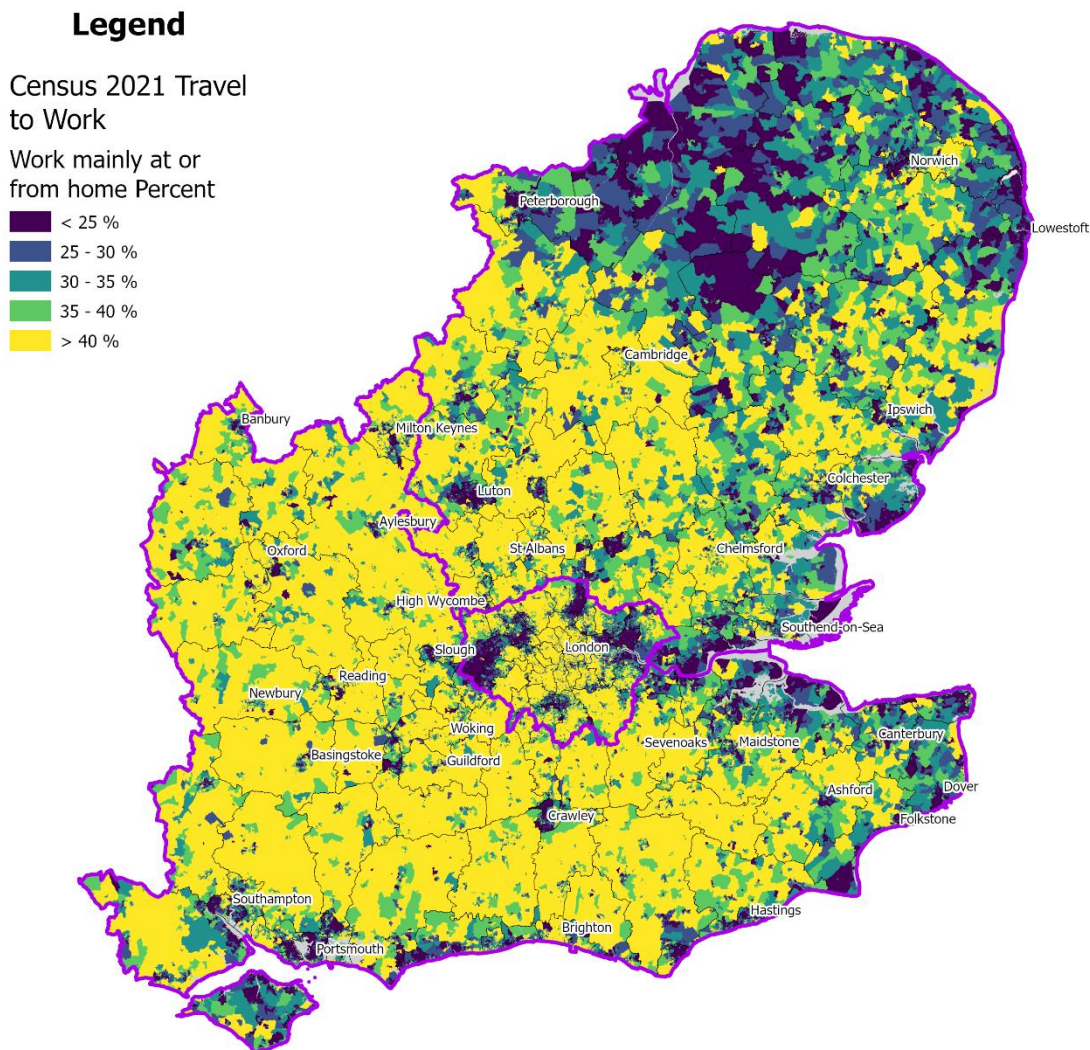 Legend
Census 2021 Travel
to Work
Work mainly at or
from home Percent
< 25 %
25 - 30 %
30 - 35 %
35 - 40 %
> 40 %
Norwich
Peterborough
Lowestoft
Cambridge
Ipswich
Banbury
Milton Keynes
Colchester
Luton
Aylesbury
Oxford
St Albans
Chelmsford
High Wycombe
Southend-on-Sea
London
Slough
Reading
Newbury
Woking
Sevenoaks
Maidstone
Canterbury
Basingstoke
Guildford
Ashford
Dover
Crawley
Folkstone
Southampton
Hastings
Brighton
Portsmouth